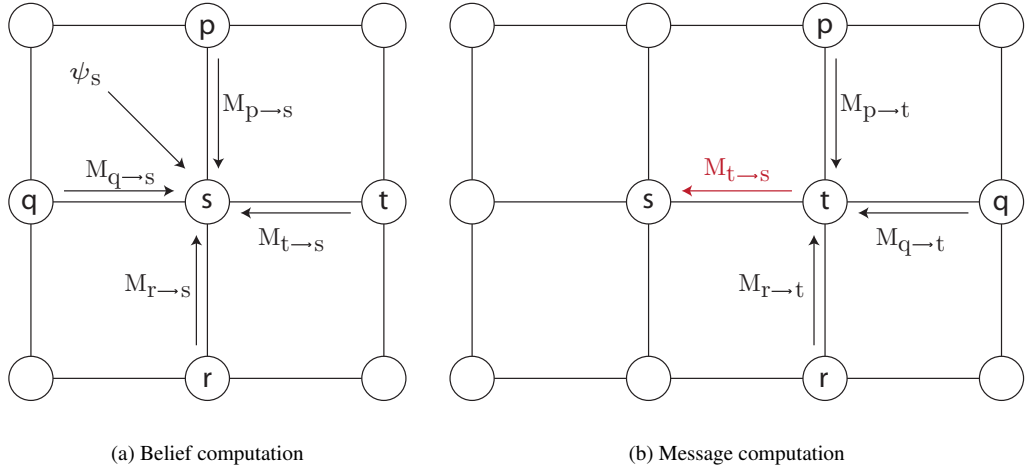 p
ψs
Mp→s
Mq→s
q
s
t
Mt→s
Mr→s
r
(a) Belief computation
p
Mp→t
Mt→s
s
t
q
Mq→t
Mr→t
r
(b) Message computation